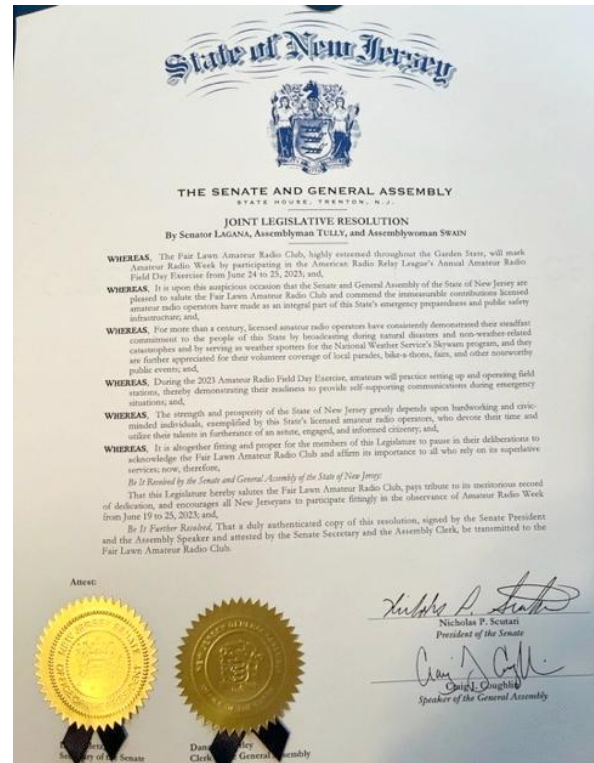 State of New Jersey
THE SENATE AND GENERAL ASSEMBLY
STATE HOUSE, TRENTON, N.J.
JOINT LEGISLATIVE RESOLUTION
By Senator LAGANA, Assemblyman TULLY, and Assemblywoman SWAIN
WHEREAS, The Fair Lawn Amateur Radio Club, highly esteemed throughout the Garden State, will mark
Amateur Radio Week by participating in the American Radio Relay League's Annual Amateur Radio
Field Day Exercise from June 24 to 25, 2023; and,
WHEREAS, It is upon this auspicious occasion that the Senate and General Assembly of the State of New Jersey are
pleased to salute the Fair Lawn Amateur Radio Club and commend the immeasurable contributions licensed
amateur radio operators have made as an integral part of this State's emergency preparedness and public safety
infrastructure; and,
WHEREAS, For more than a century, licensed amateur radio operators have consistently demonstrated their steadfast
commitment to the people of this State by broadcasting during natural disasters and non-weather-related
catastrophes and by serving as weather spotters for the National Weather Service's Skywarn program, and they
are further appreciated for their volunteer coverage of local parades, bike-a-thons, fairs, and other noteworthy
public events; and,
WHEREAS, During the 2023 Amateur Radio Field Day Exercise, amateurs will practice setting up and operating field
stations, thereby demonstrating their readiness to provide self-supporting communications during emergency
situations; and,
WHEREAS, The strength and prosperity of the State of New Jersey greatly depends upon hardworking and civic-
minded individuals, exemplified by this State's licensed amateur radio operators, who devote their time and
utilize their talents in furtherance of an astute, engaged, and informed citizenry; and,
WHEREAS, It is altogether fitting and proper for the members of this Legislature to pause in their deliberations to
acknowledge the Fair Lawn Amateur Radio Club and affirm its importance to all who rely on its superlative
services; now, therefore,
Be It Resolved by the Senate and General Assembly of the State of New Jersey:
That this Legislature hereby salutes the Fair Lawn Amateur Radio Club, pays tribute to its meritorious record
of dedication, and encourages all New Jerseyans to participate fittingly in the observance of Amateur Radio Week
from June 19 to 25, 2023; and,
Be It Further Resolved, That a duly authenticated copy of this resolution, signed by the Senate President
and the Assembly Speaker and attested by the Senate Secretary and the Assembly Clerk, be transmitted to the
Fair Lawn Amateur Radio Club.
Attest:
Nicholas P. Scutari
President of the Senate
Craig J. Coughlin
Speaker of the General Assembly
of the Senate
Clerk General Assembly